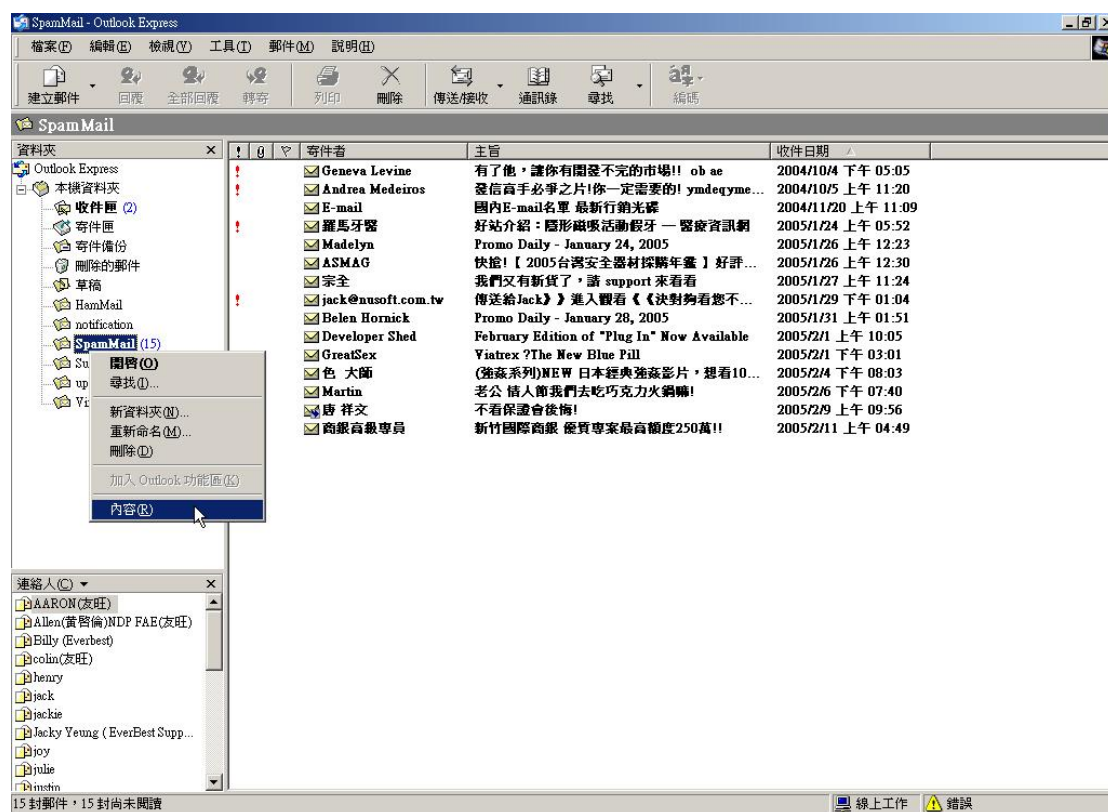 SpamMail - Outlook Express
檔案(F) 編輯(E) 檢視(V) 工具(T) 郵件(M) 說明(H)
建立郵件 回覆 全部回覆 轉寄 列印 刪除 傳送/接收 通訊錄 尋找 編碼
SpamMail
資料夾
Outlook Express
本機資料夾
收件匣 (2)
寄件匣
寄件備份
刪除的郵件
草稿
HamMail
notification
SpamMail (15)
Su
up
Vi
開啓(O)
尋找(I)...
新資料夾(N)...
重新命名(M)...
刪除(D)
加入 Outlook 功能區(K)
內容(R)
寄件者 主旨 收件日期
Geneva Levine 有了他，讓你有開發不完的市場!! ob ae 2004/10/4 下午 05:05
Andrea Medeiros 發信高手必爭之片!你一定需要的! ymdeqyme... 2004/10/5 上午 11:20
E-mail 國內E-mail名單 最新行銷光碟 2004/11/20 上午 11:09
羅馬牙醫 好站介紹：隱形磁吸活動假牙 — 醫療資訊網 2005/1/24 上午 05:52
Madelyn Promo Daily - January 24, 2005 2005/1/26 上午 12:23
ASMAG 快搶!【 2005台灣安全器材採購年鑑 】好評... 2005/1/26 上午 12:30
宗全 我們又有新貨了，請 support 來看看 2005/1/27 上午 11:24
jack@nusoft.com.tw 傳送給Jack》》進入觀看《《決對夠看您不... 2005/1/29 下午 01:04
Belen Hornick Promo Daily - January 28, 2005 2005/1/31 上午 01:51
Developer Shed February Edition of "Plug In" Now Available 2005/2/1 上午 10:05
GreatSex Viatrex ?The New Blue Pill 2005/2/1 下午 03:01
色 大師 (強姦系列)NEW 日本經典強姦影片，想看10... 2005/2/4 下午 08:03
Martin 老公 情人節我們去吃巧克力火鍋嘛! 2005/2/6 下午 07:40
唐 祥文 不看保證會後悔! 2005/2/9 上午 09:56
商銀高級專員 新竹國際商銀 優質專案最高額度250萬!! 2005/2/11 上午 04:49
連絡人(C)
AARON(友旺)
Allen(黃啓倫)NDP FAE(友旺)
Billy (Everbest)
colin(友旺)
henry
jack
jackie
Jacky Yeung ( EverBest Supp...
joy
julie
justin
15 封郵件，15 封尚未閱讀
線上工作
錯誤